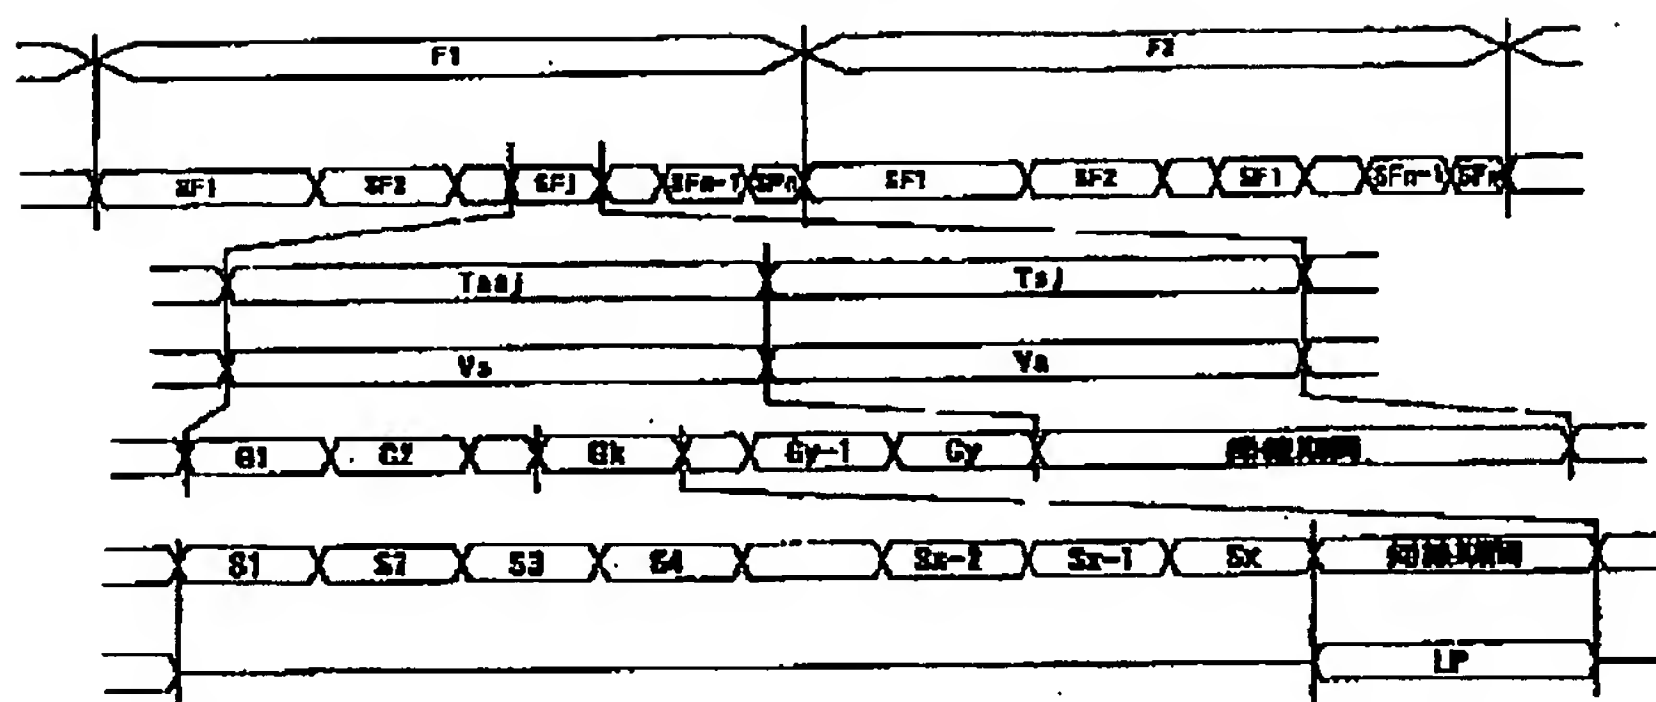 F1 F2
SF1 SF2 SFj SFn-1 SFn SF1 SF2 SF1 SFn-1 SFn
Taaj Tsj
Vs Va
G1 G2 Gk Gy-1 Gy
S1 S2 S3 S4 Sx-2 Sx-1 Sx
LP